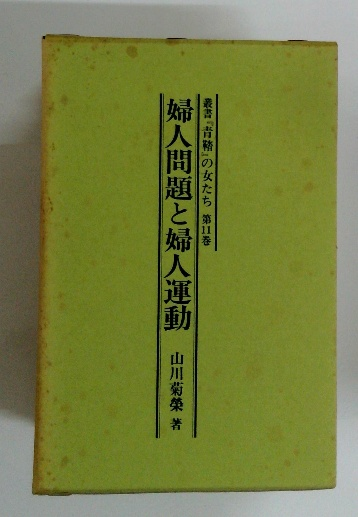 叢書『青鞜』の女たち 第11巻
婦人問題と婦人運動
山川菊榮 著